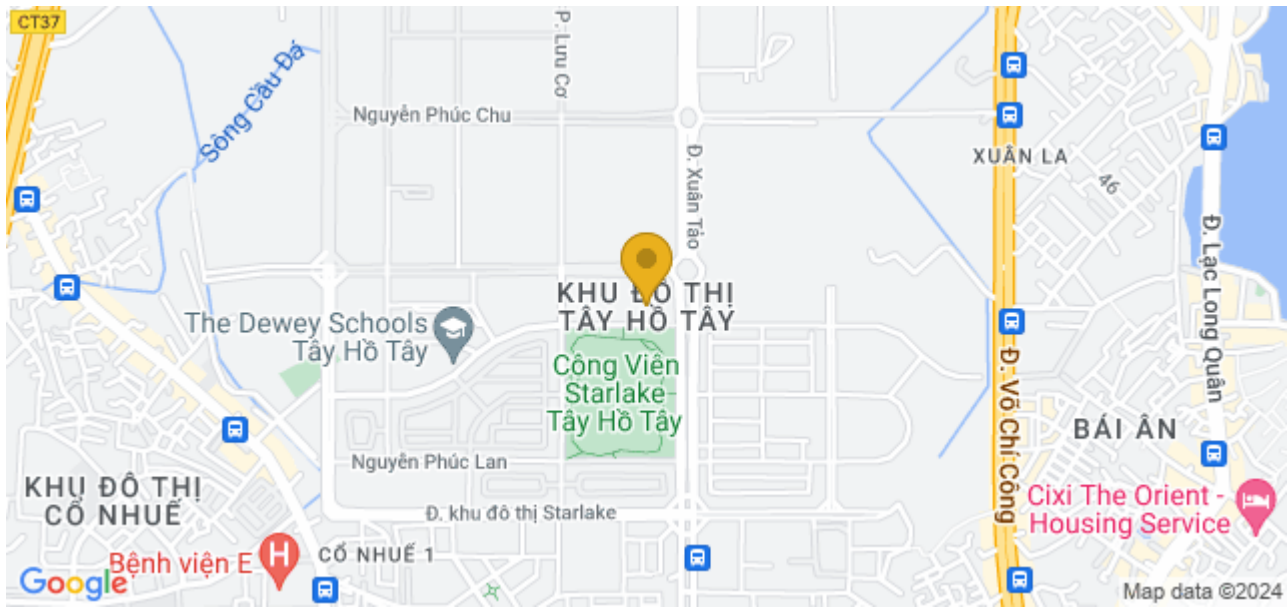 CT37
Sông Cầu Đá
P. Lưu Cơ
Nguyễn Phúc Chu
Đ. Xuân Tảo
XUÂN LA
46
Đ. Lạc Long Quân
KHU ĐÔ THỊ
TÂY HỒ TÂY
The Dewey Schools
Tây Hồ Tây
Công Viên
Starlake
Tây Hồ Tây
Đ. Võ Chí Công
BÁI ÂN
Nguyễn Phúc Lan
KHU ĐÔ THỊ
CỔ NHUẾ
Đ. khu đô thị Starlake
Cixi The Orient -
Housing Service
Bệnh viện E
H
CỔ NHUẾ 1
Google
Map data ©2024